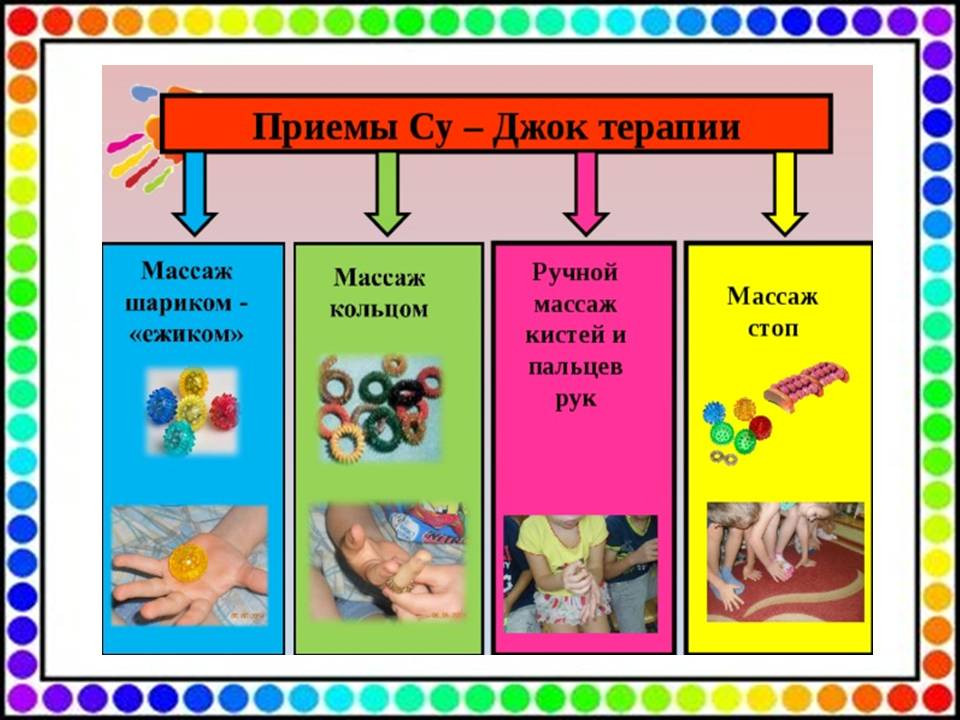 Приемы Су – Джок терапии
Массаж
шариком -
«ежиком»
Массаж
кольцом
Ручной
массаж
кистей и
пальцев
рук
Массаж
стоп